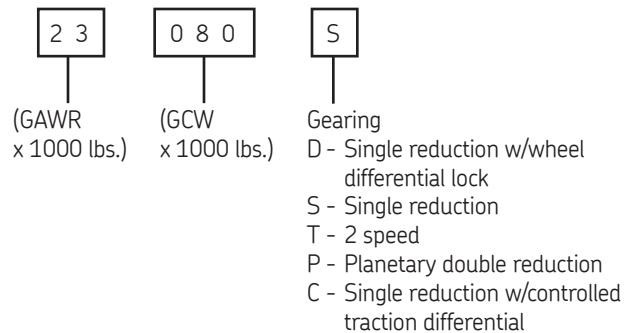 2 3 0 8 0 S
(GAWR (GCW Gearing
x 1000 lbs.) x 1000 lbs.) D - Single reduction w/wheel
differential lock
S - Single reduction
T - 2 speed
P - Planetary double reduction
C - Single reduction w/controlled
traction differential